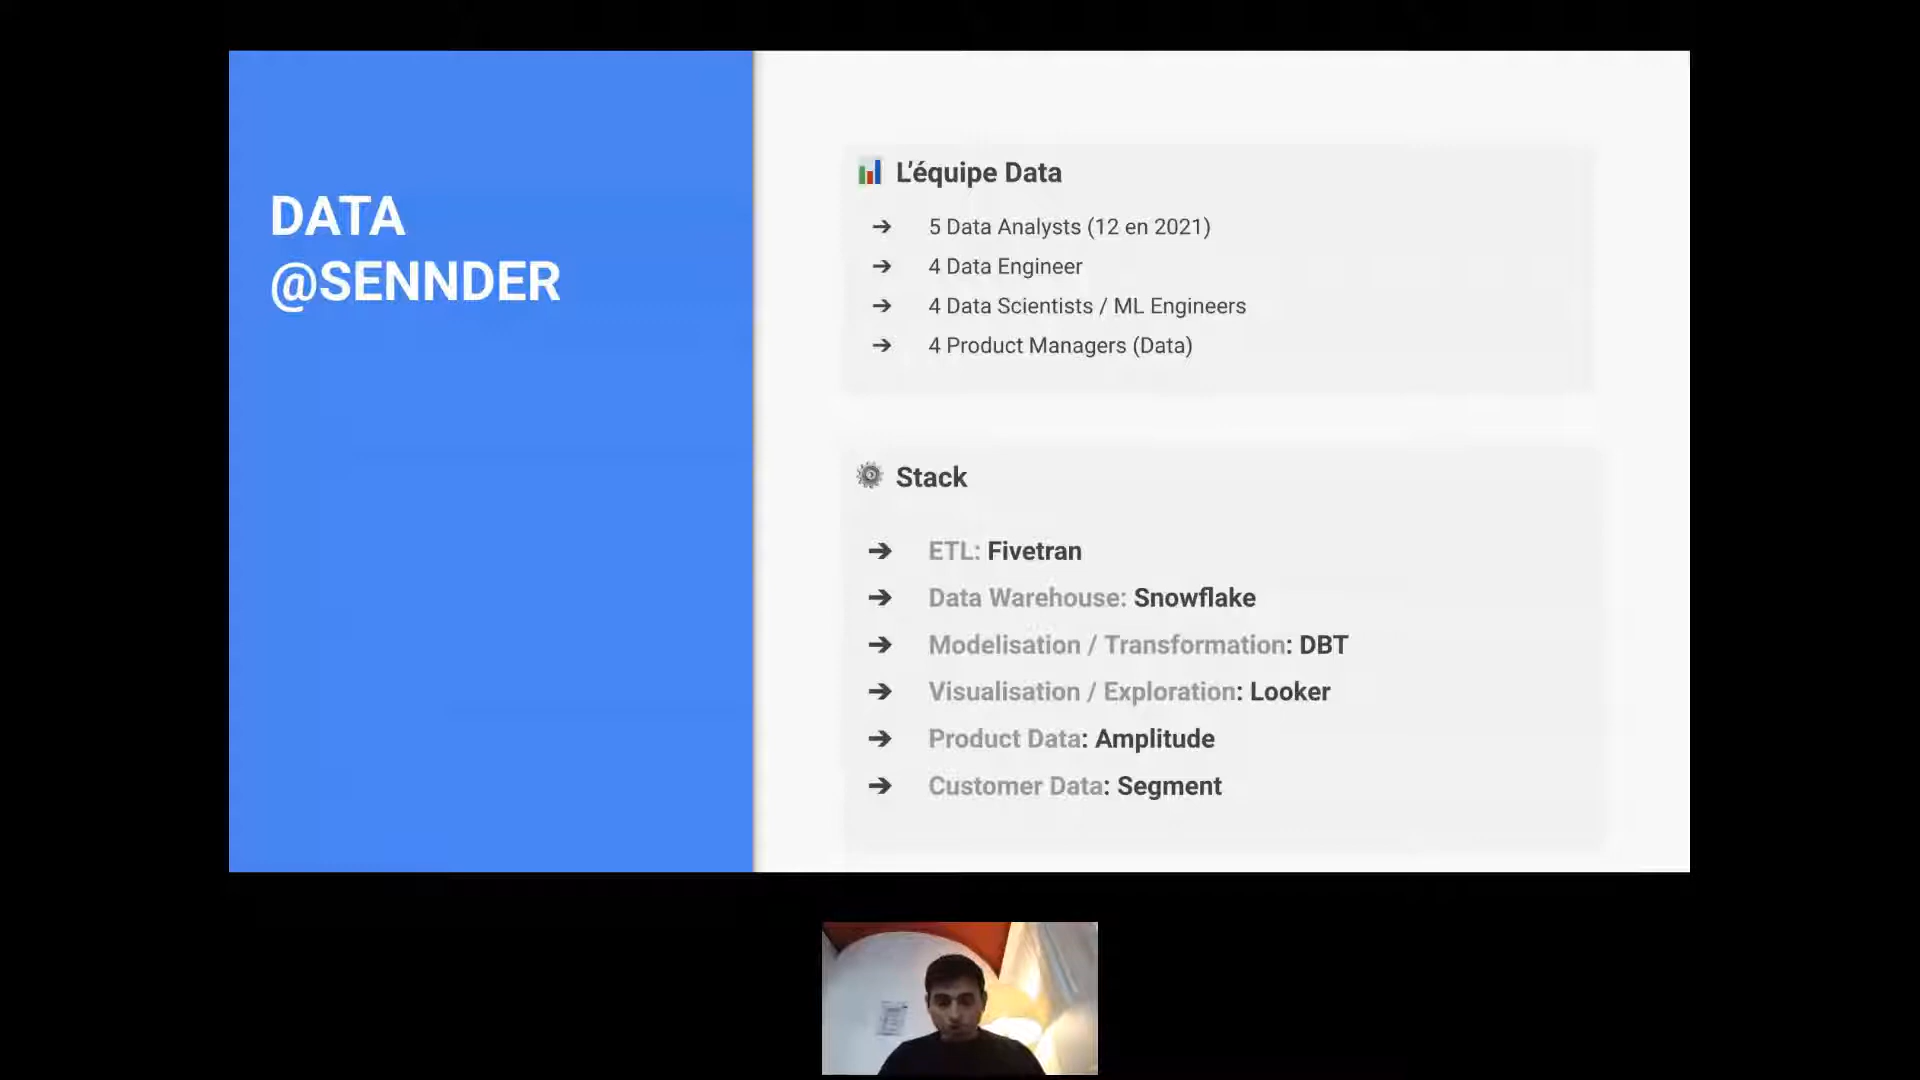 DATA
@SENNDER
L'équipe Data
➔ 5 Data Analysts (12 en 2021)
➔ 4 Data Engineer
➔ 4 Data Scientists / ML Engineers
➔ 4 Product Managers (Data)
Stack
➔ ETL: Fivetran
➔ Data Warehouse: Snowflake
➔ Modelisation / Transformation: DBT
➔ Visualisation / Exploration: Looker
➔ Product Data: Amplitude
➔ Customer Data: Segment